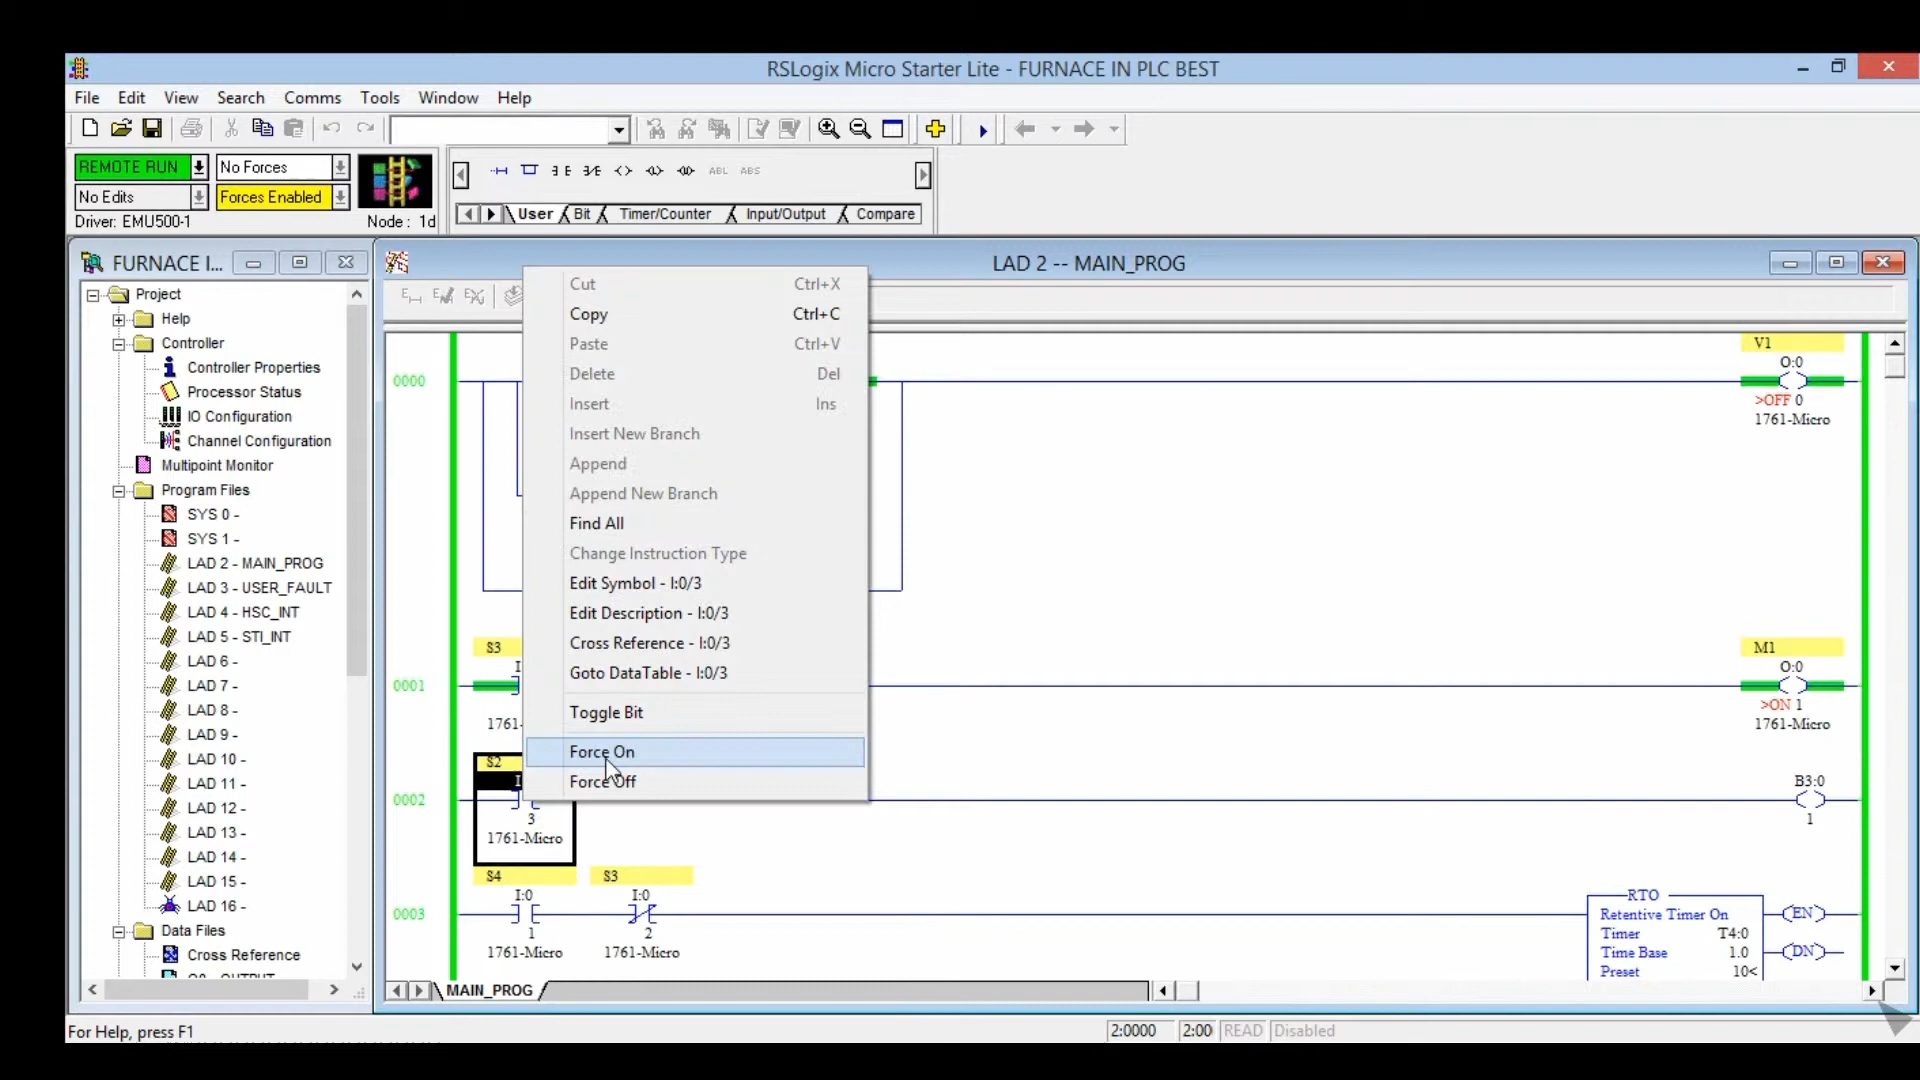 RSLogix Micro Starter Lite - FURNACE IN PLC BEST
File Edit View Search Comms Tools Window Help
REMOTE RUN No Forces
No Edits Forces Enabled
Driver: EMU500-1 Node : 1d
ABL ABS
User Bit Timer/Counter Input/Output Compare
FURNACE I...
Project
Help
Controller
Controller Properties
Processor Status
IO Configuration
Channel Configuration
Multipoint Monitor
Program Files
SYS 0 -
SYS 1 -
LAD 2 - MAIN_PROG
LAD 3 - USER_FAULT
LAD 4 - HSC_INT
LAD 5 - STI_INT
LAD 6 -
LAD 7 -
LAD 8 -
LAD 9 -
LAD 10 -
LAD 11 -
LAD 12 -
LAD 13 -
LAD 14 -
LAD 15 -
LAD 16 -
Data Files
Cross Reference
LAD 2 -- MAIN_PROG
Cut Ctrl+X
Copy Ctrl+C
Paste Ctrl+V
Delete Del
Insert Ins
Insert New Branch
Append
Append New Branch
Find All
Change Instruction Type
Edit Symbol - I:0/3
Edit Description - I:0/3
Cross Reference - I:0/3
Goto DataTable - I:0/3
Toggle Bit
Force On
Force Off
V1
O:0
0000
>OFF 0
1761-Micro
S3 M1
I O:0
0001
>ON 1
1761- 1761-Micro
S2
I B3:0
0002
3 1
1761-Micro
S4 S3
I:0 I:0
0003
1 2
1761-Micro 1761-Micro
RTO
Retentive Timer On EN
Timer T4:0
Time Base 1.0 DN
Preset 10<
MAIN_PROG
For Help, press F1 2:0000 2:00 READ Disabled